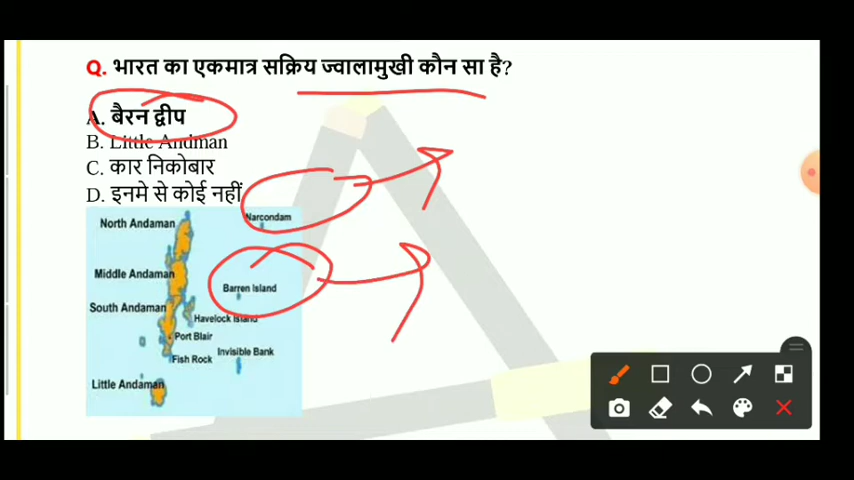 Q. भारत का एकमात्र सक्रिय ज्वालामुखी कौन सा है?
A. बैरन द्वीप
B. Little Andman
C. कार निकोबार
D. इनमे से कोई नहीं
Narcondam
North Andaman
Middle Andaman
Barren Island
South Andaman
Havelock Island
Port Blair
Fish Rock
Invisible Bank
Little Andaman